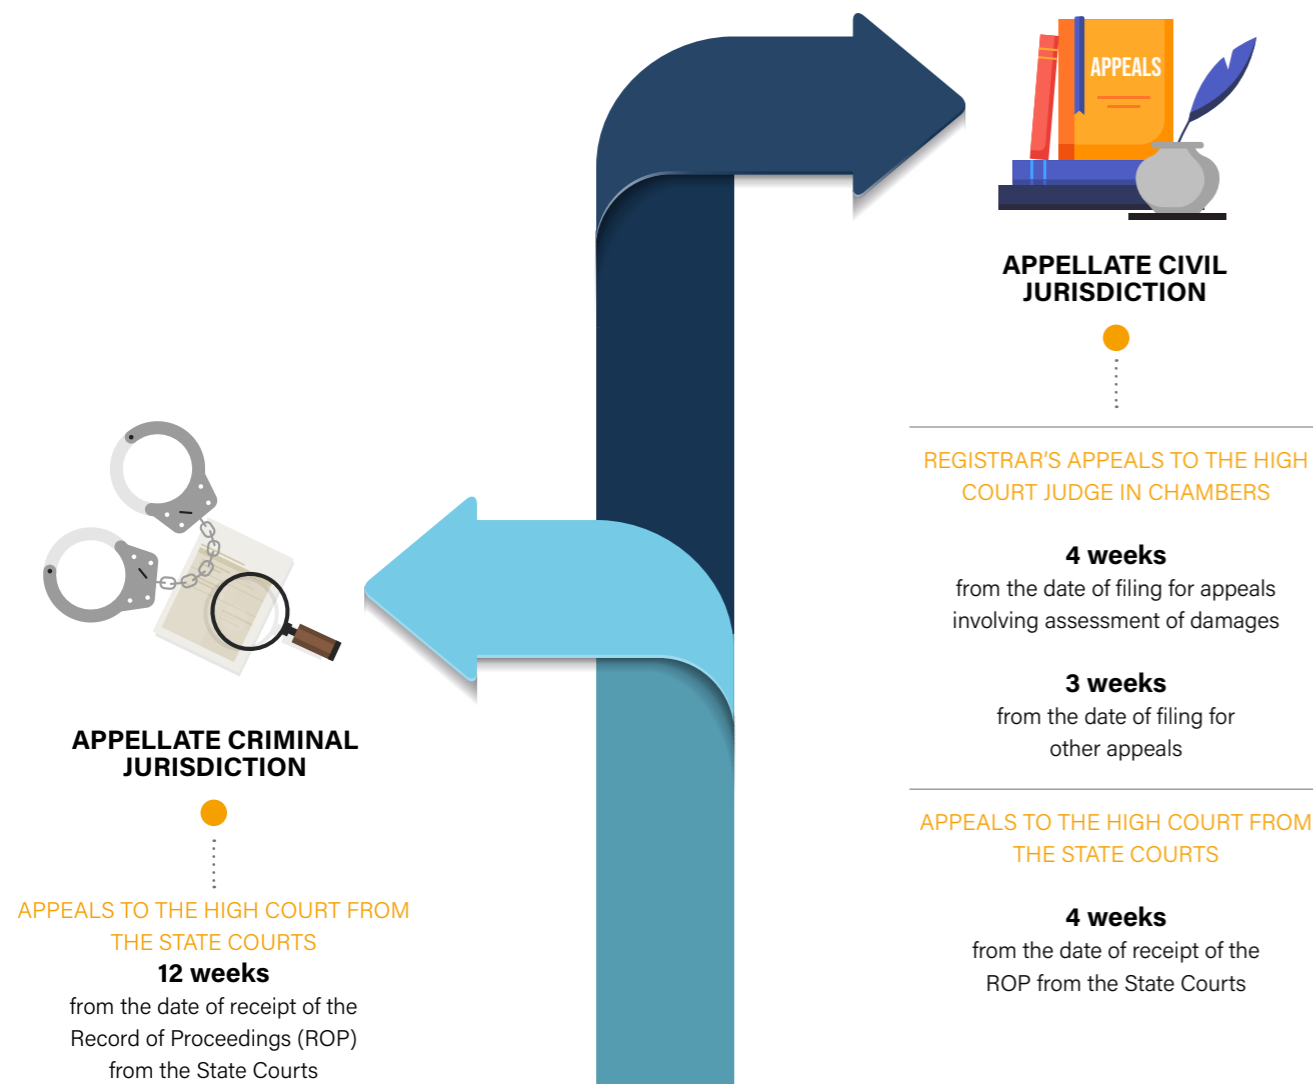 APPEALS
APPELLATE CIVIL
JURISDICTION
REGISTRAR'S APPEALS TO THE HIGH
COURT JUDGE IN CHAMBERS
4 weeks
from the date of filing for appeals
involving assessment of damages
3 weeks
from the date of filing for
other appeals
APPEALS TO THE HIGH COURT FROM
THE STATE COURTS
4 weeks
from the date of receipt of the
ROP from the State Courts
APPELLATE CRIMINAL
JURISDICTION
APPEALS TO THE HIGH COURT FROM
THE STATE COURTS
12 weeks
from the date of receipt of the
Record of Proceedings (ROP)
from the State Courts